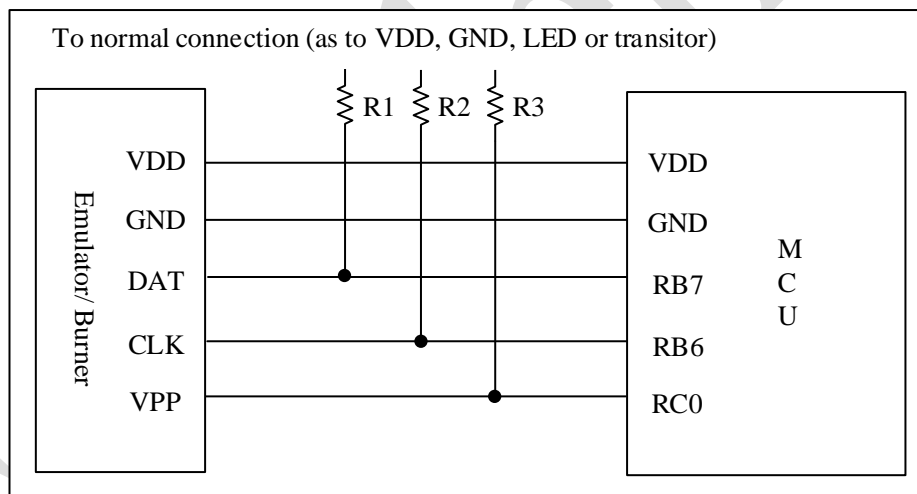 To normal connection (as to VDD, GND, LED or transitor)
R1 R2 R3
VDD VDD
GND GND
DAT RB7
CLK RB6
VPP RC0
Emulator/ Burner
M
C
U